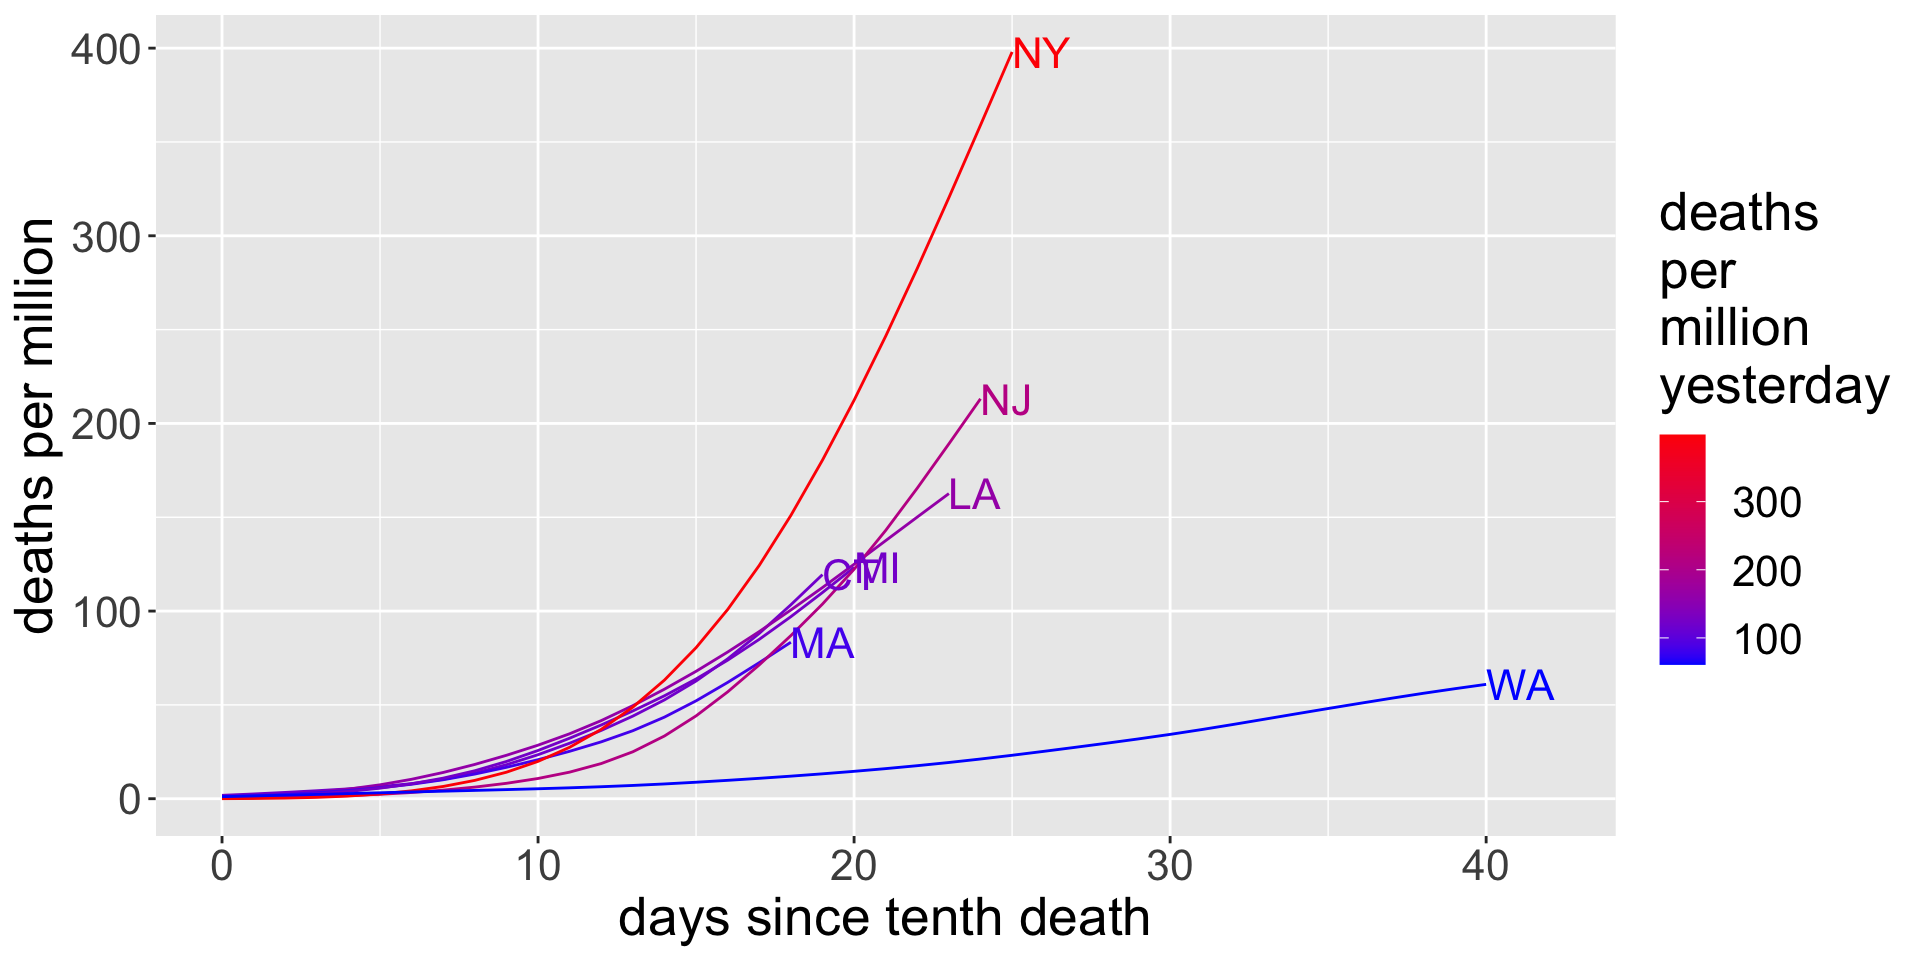 400
300
200
100
0
deaths per million
NY
NJ
LA
CT
MI
MA
WA
0 10 20 30 40
days since tenth death
deaths
per
million
yesterday
300
200
100